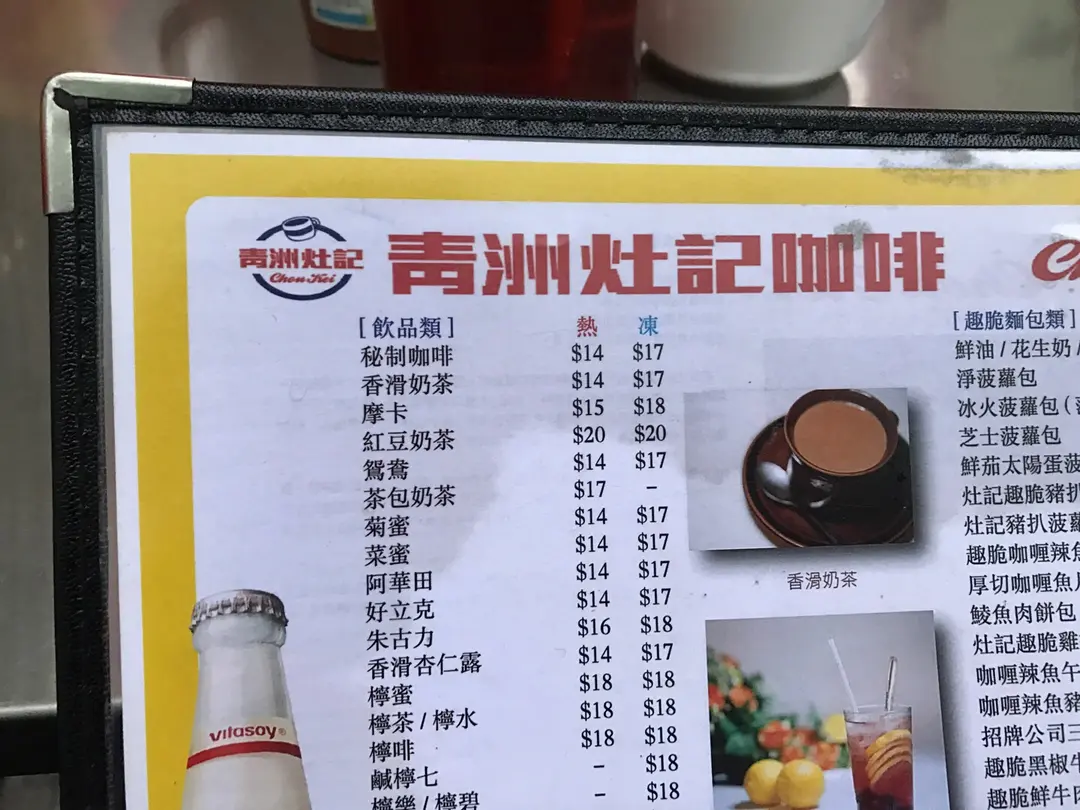 青洲灶記
Chou Kei
青洲灶記咖啡
[ 飲品類 ] 熱 凍
秘制咖啡 $14 $17
香滑奶茶 $14 $17
摩卡 $15 $18
紅豆奶茶 $20 $20
鴛鴦 $14 $17
茶包奶茶 $17 –
菊蜜 $14 $17
菜蜜 $14 $17
阿華田 $14 $17
好立克 $14 $17
朱古力 $16 $18
香滑杏仁露 $14 $17
檸蜜 $18 $18
檸茶 / 檸水 $18 $18
檸啡 $18 $18
鹹檸七 – $18
檸樂 / 檸碧 – $18
vitasoy®
香滑奶茶
[ 趣脆麵包類 ]
鮮油 / 花生奶 /
淨菠蘿包
冰火菠蘿包 (
芝士菠蘿包
鮮茄太陽蛋菠
灶記趣脆豬扒
灶記豬扒菠蘿
趣脆咖喱辣魚
厚切咖喱魚
鯪魚肉餅包
灶記趣脆雞
咖喱辣魚
咖喱辣魚豬
招牌公司三
趣脆黑椒牛
趣脆鮮牛肉